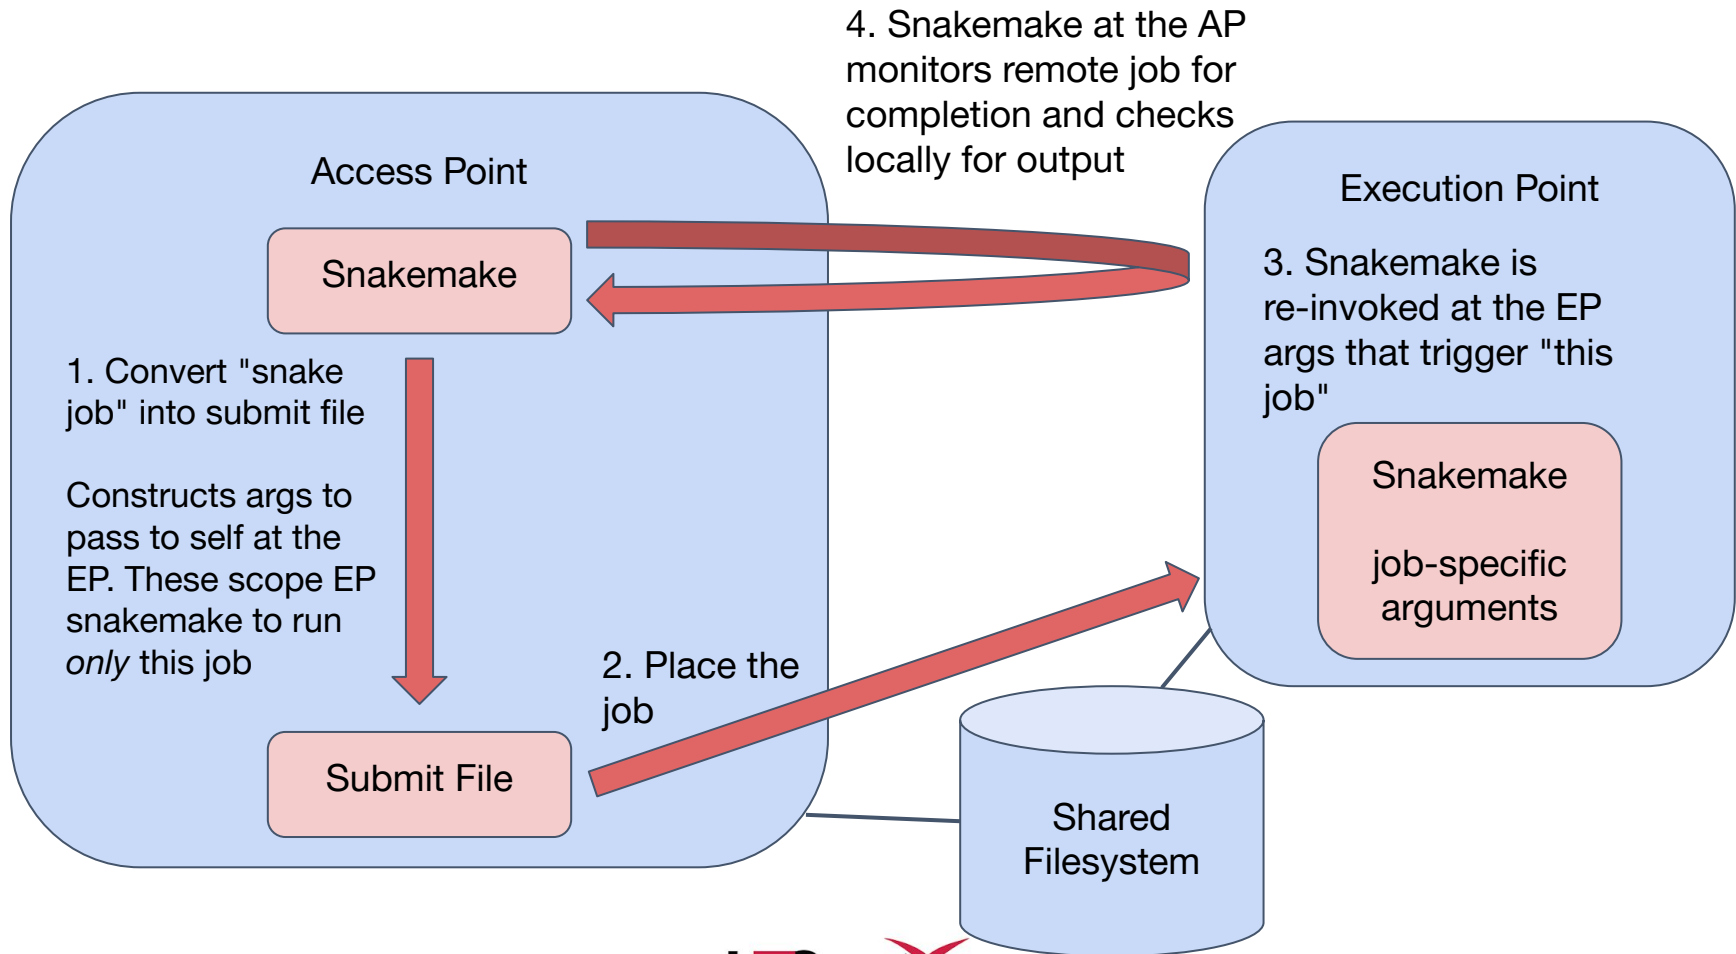 4. Snakemake at the AP
monitors remote job for
completion and checks
locally for output
Access Point
Snakemake
1. Convert "snake
job" into submit file
Constructs args to
pass to self at the
EP. These scope EP
snakemake to run
only this job
2. Place the
job
Submit File
Execution Point
3. Snakemake is
re-invoked at the EP
args that trigger "this
job"
Snakemake
job-specific
arguments
Shared
Filesystem